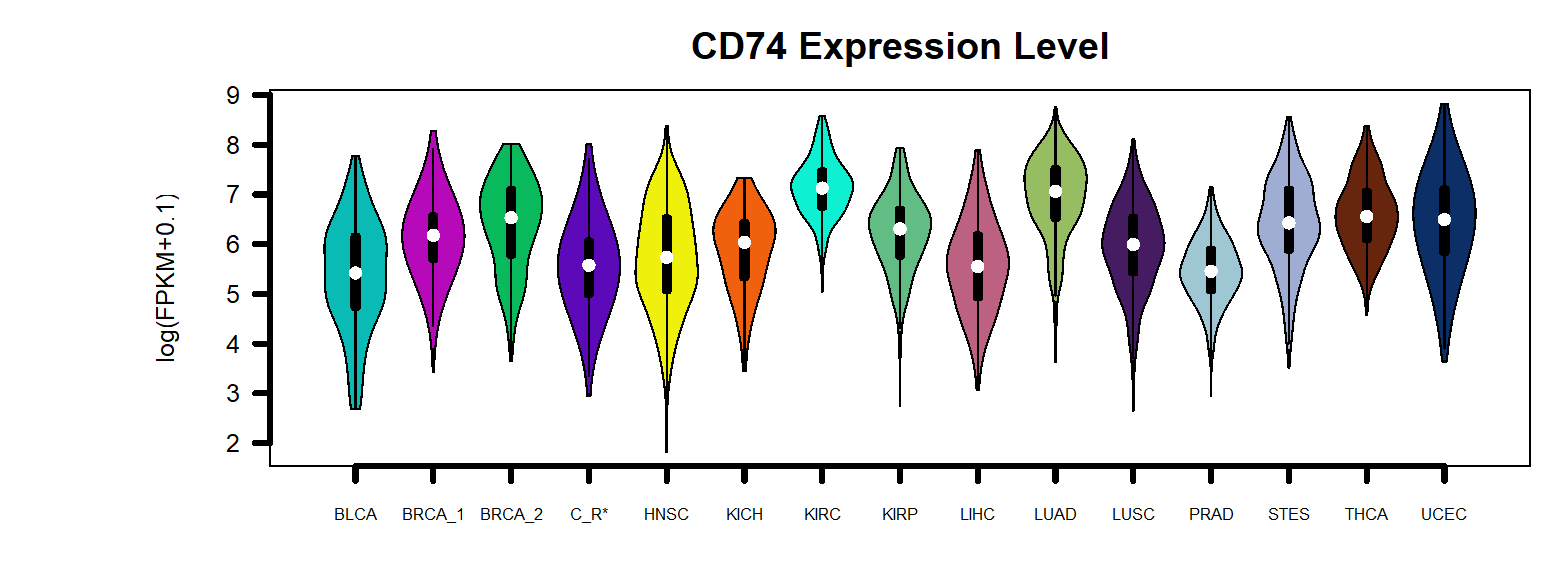 CD74 Expression Level
log(FPKM+0.1)
9
8
7
6
5
4
3
2
BLCA BRCA_1 BRCA_2 C_R* HNSC KICH KIRC KIRP LIHC LUAD LUSC PRAD STES THCA UCEC